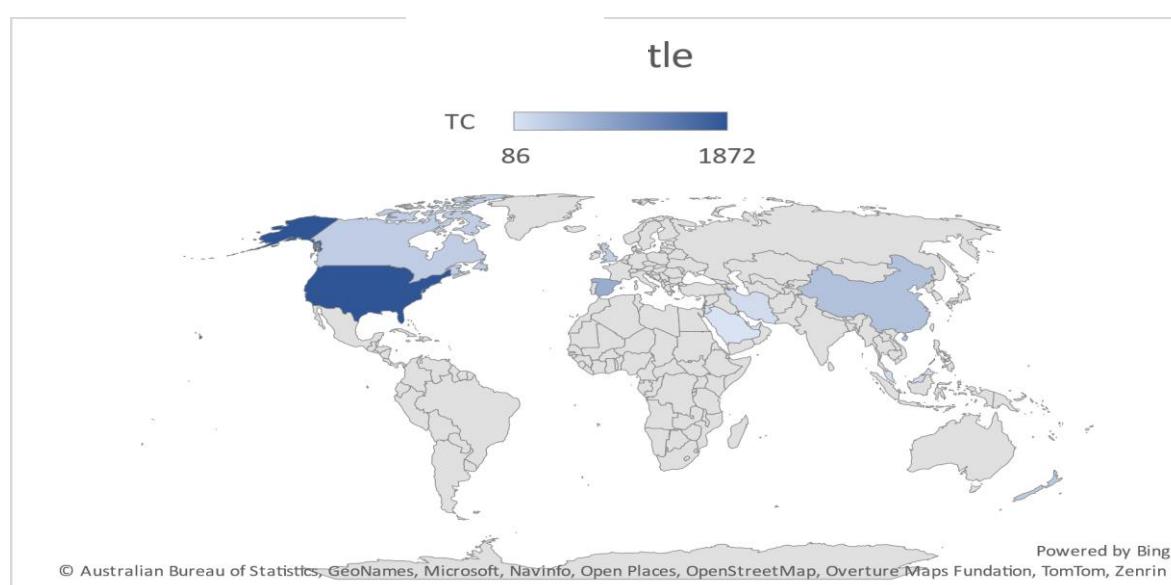 tle
TC
86 1872
Powered by Bing
© Australian Bureau of Statistics, GeoNames, Microsoft, Navinfo, Open Places, OpenStreetMap, Overture Maps Fundation, TomTom, Zenrin